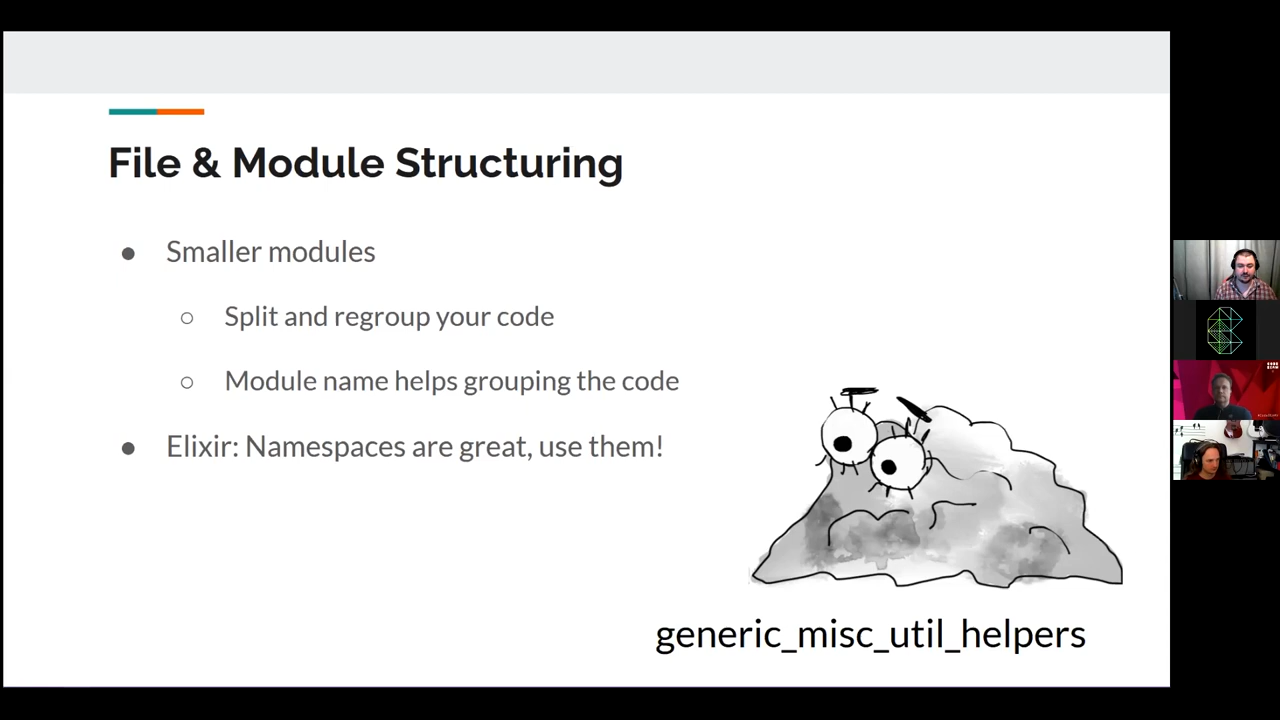 File & Module Structuring
● Smaller modules
○ Split and regroup your code
○ Module name helps grouping the code
● Elixir: Namespaces are great, use them!
generic_misc_util_helpers